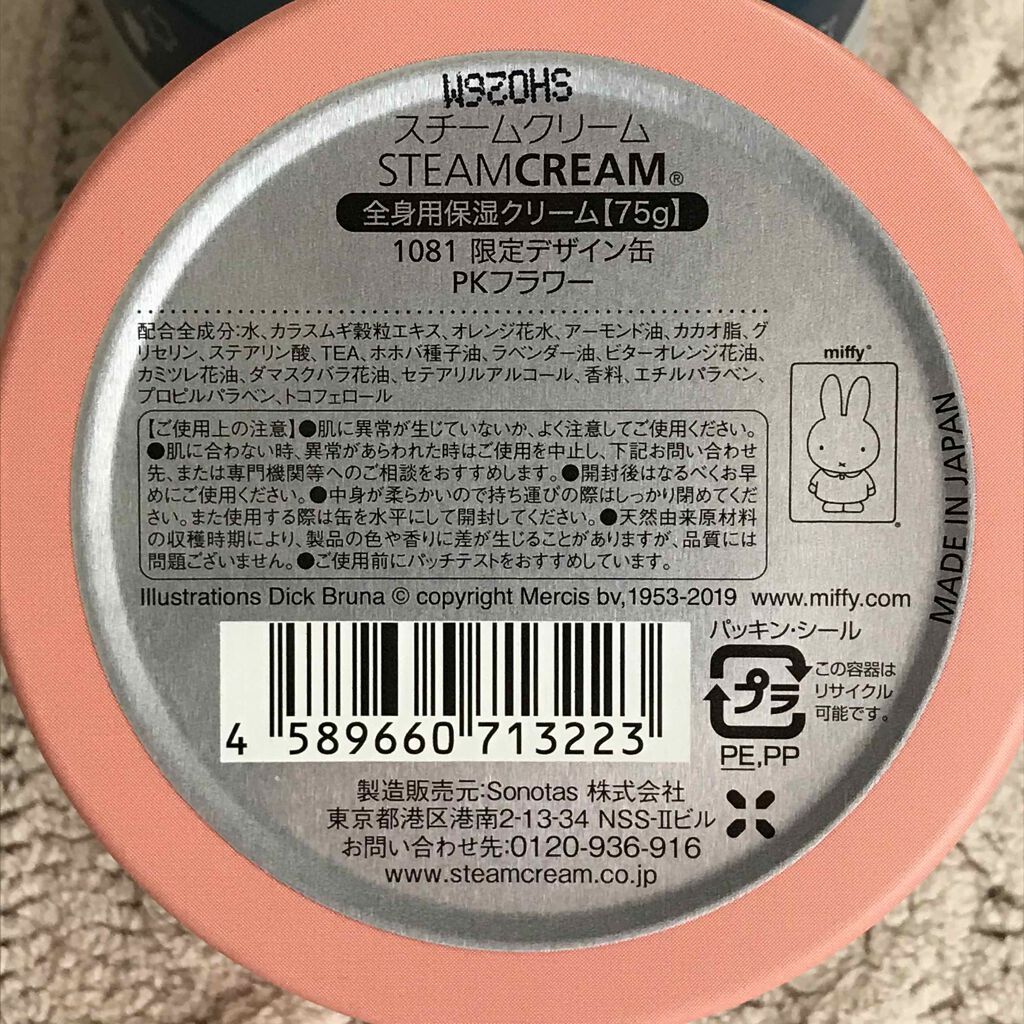 W920HS
スチームクリーム
STEAMCREAM®
全身用保湿クリーム【75g】
1081 限定デザイン缶
PKフラワー
配合全成分:水、カラスムギ穀粒エキス、オレンジ花水、アーモンド油、カカオ脂、グ
リセリン、ステアリン酸、TEA、ホホバ種子油、ラベンダー油、ビターオレンジ花油、
カミツレ花油、ダマスクバラ花油、セテアリルアルコール、香料、エチルパラベン、
プロピルパラベン、トコフェロール
【ご使用上の注意】●肌に異常が生じていないか、よく注意してご使用ください。
●肌に合わない時、異常があらわれた時はご使用を中止し、下記お問い合わせ
先、または専門機関等へのご相談をおすすめします。●開封後はなるべくお早
めにご使用ください。●中身が柔らかいので持ち運びの際はしっかり閉めてくだ
さい。また使用する際は缶を水平にして開封してください。●天然由来原材料
の収穫時期により、製品の色や香りに差が生じることがありますが、品質には
問題ございません。●ご使用前にパッチテストをおすすめしています。
miffy®
MADE IN JAPAN
Illustrations Dick Bruna © copyright Mercis bv,1953-2019 www.miffy.com
4 589660 713223
パッキン・シール
プラ
この容器は
リサイクル
可能です。
PE,PP
製造販売元:Sonotas 株式会社
東京都港区港南2-13-34 NSS-Ⅱビル
お問い合わせ先:0120-936-916
www.steamcream.co.jp